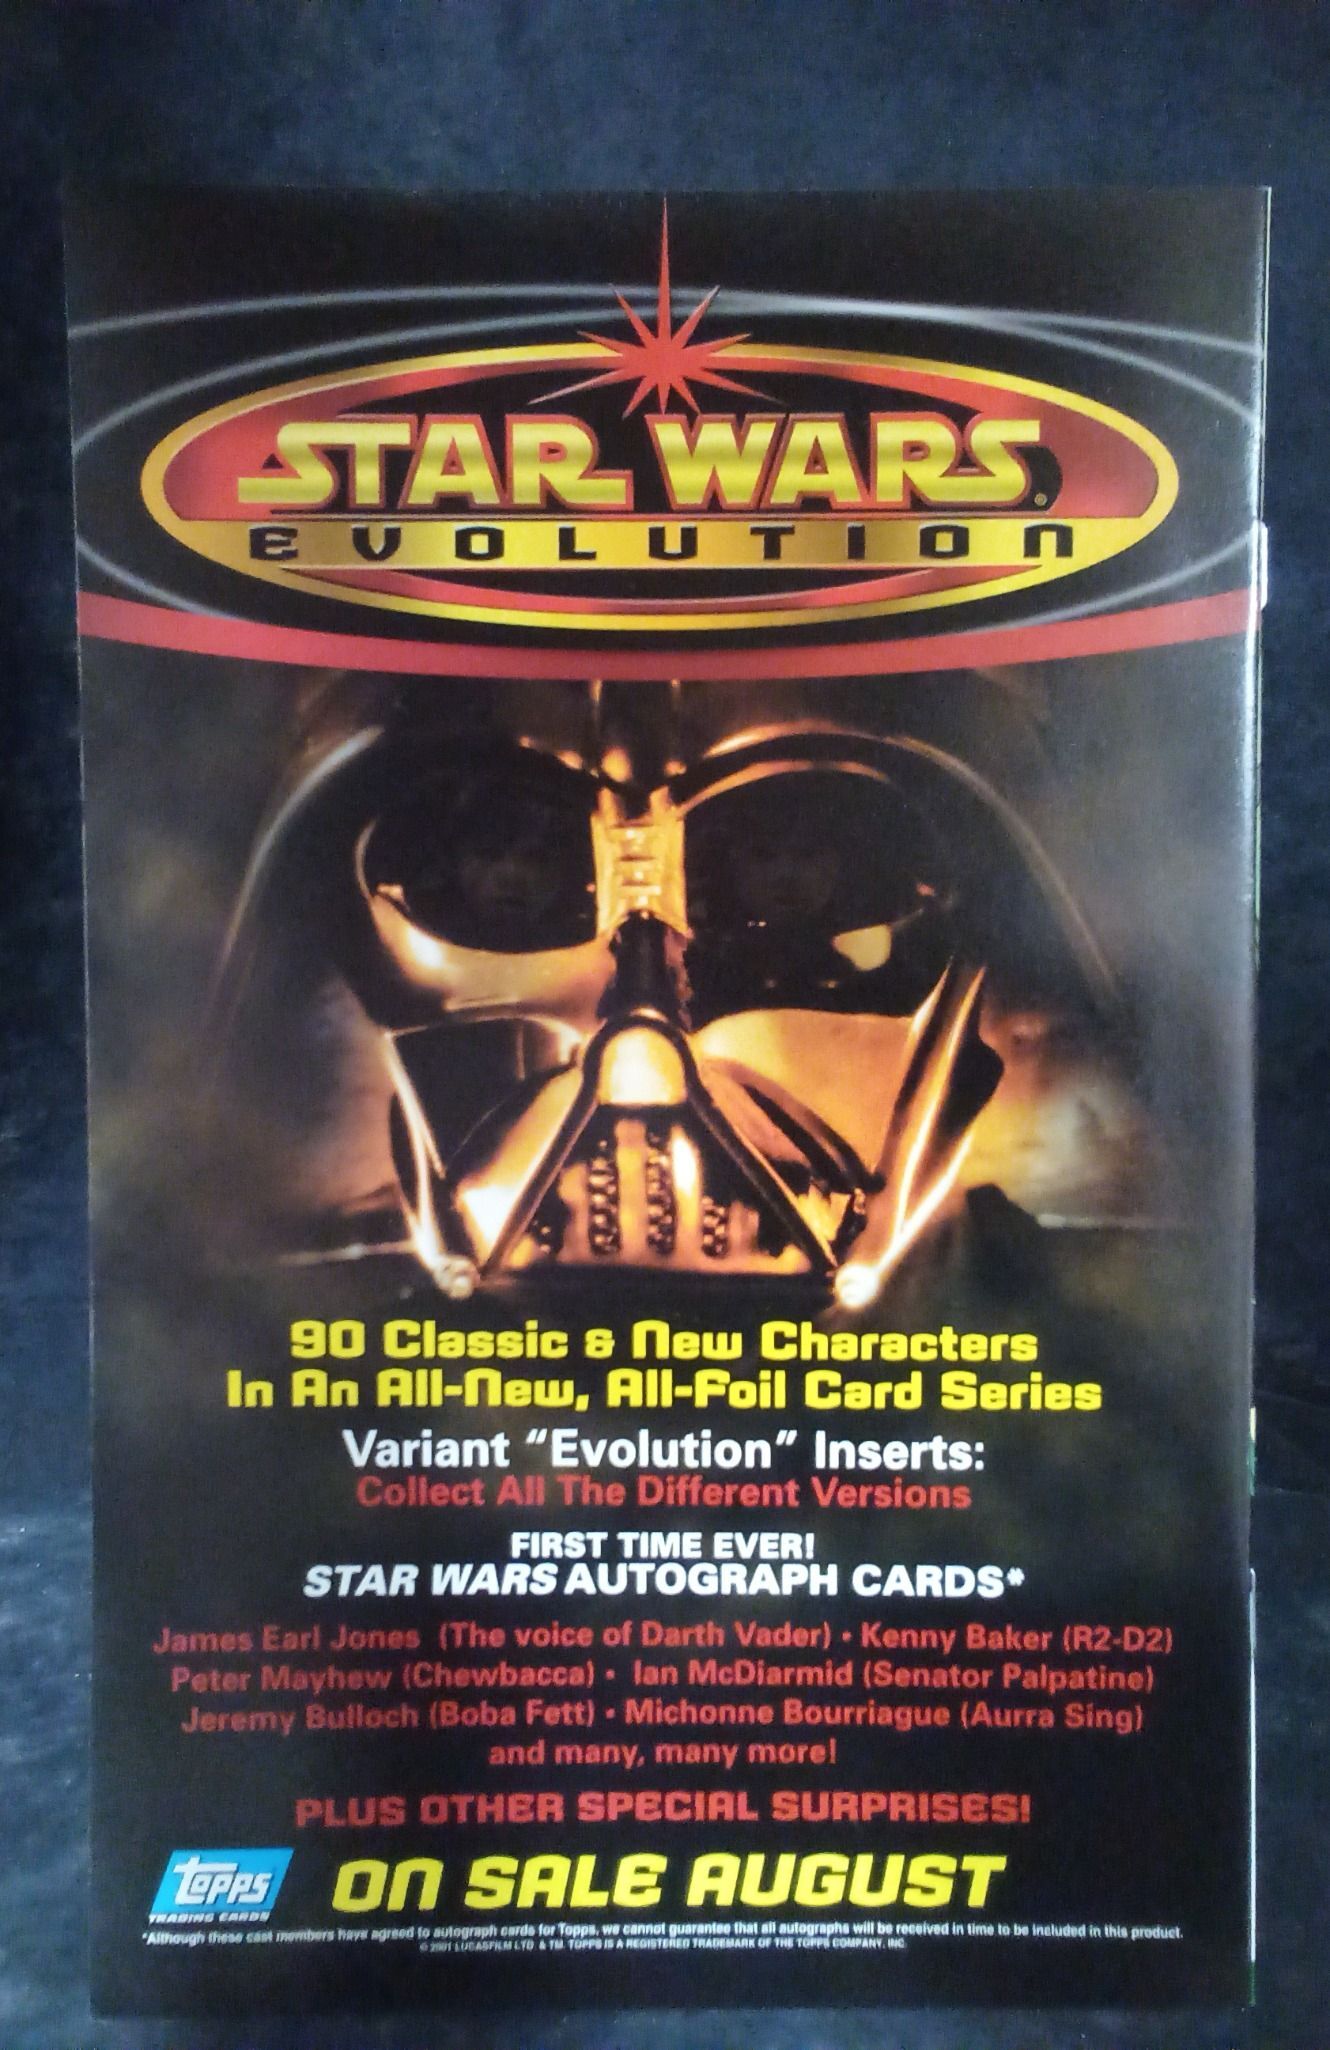 STAR WARS®
EVOLUTION
90 Classic & New Characters
In An All-New, All-Foil Card Series
Variant “Evolution” Inserts:
Collect All The Different Versions
FIRST TIME EVER!
STAR WARS AUTOGRAPH CARDS*
James Earl Jones (The voice of Darth Vader) • Kenny Baker (R2-D2)
Peter Mayhew (Chewbacca) • Ian McDiarmid (Senator Palpatine)
Jeremy Bulloch (Boba Fett) • Michonne Bourriague (Aurra Sing)
and many, many more!
PLUS OTHER SPECIAL SURPRISES!
Topps
TRADING CARDS
ON SALE AUGUST
*Although these cast members have agreed to autograph cards for Topps, we cannot guarantee that all autographs will be received in time to be included in this product.
© 2001 LUCASFILM LTD. & TM. TOPPS IS A REGISTERED TRADEMARK OF THE TOPPS COMPANY, INC.